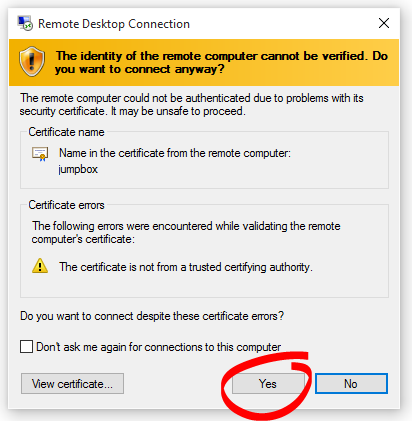 Remote Desktop Connection
The identity of the remote computer cannot be verified. Do
you want to connect anyway?
The remote computer could not be authenticated due to problems with its
security certificate. It may be unsafe to proceed.
Certificate name
Name in the certificate from the remote computer:
jumpbox
Certificate errors
The following errors were encountered while validating the remote
computer's certificate:
The certificate is not from a trusted certifying authority.
Do you want to connect despite these certificate errors?
Don't ask me again for connections to this computer
View certificate... Yes No